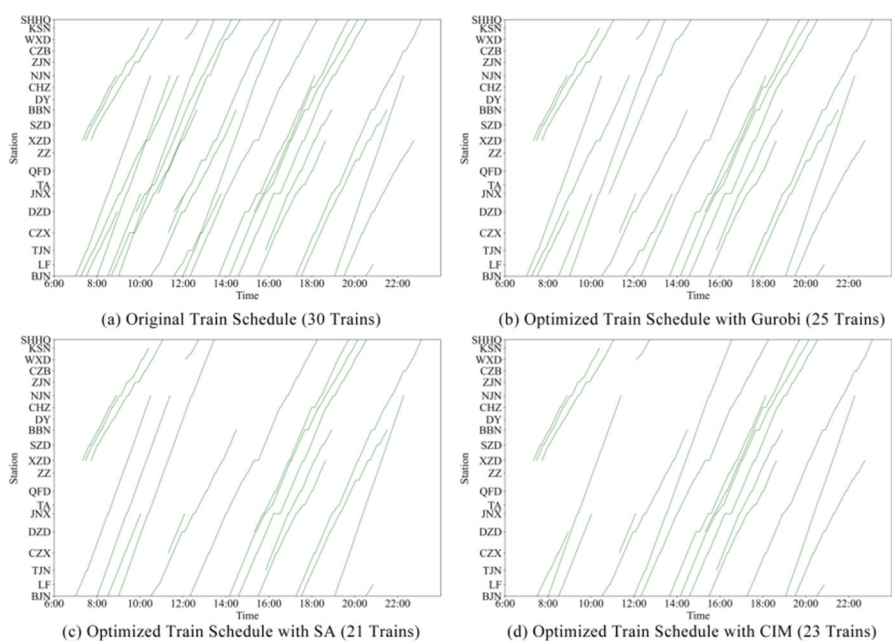 SHHQ
KSN
WXD
CZB
ZJN
NJN
CHZ
DY
BBN
SZD
XZD
ZZ
QFD
TA
JNX
DZD
CZX
TJN
LF
BJN
Station
6:00 8:00 10:00 12:00 14:00 16:00 18:00 20:00 22:00
Time
(a) Original Train Schedule (30 Trains)
SHHQ
KSN
WXD
CZB
ZJN
NJN
CHZ
DY
BBN
SZD
XZD
ZZ
QFD
TA
JNX
DZD
CZX
TJN
LF
BJN
Station
6:00 8:00 10:00 12:00 14:00 16:00 18:00 20:00 22:00
Time
(b) Optimized Train Schedule with Gurobi (25 Trains)
SHHQ
KSN
WXD
CZB
ZJN
NJN
CHZ
DY
BBN
SZD
XZD
ZZ
QFD
TA
JNX
DZD
CZX
TJN
LF
BJN
Station
6:00 8:00 10:00 12:00 14:00 16:00 18:00 20:00 22:00
Time
(c) Optimized Train Schedule with SA (21 Trains)
SHHQ
KSN
WXD
CZB
ZJN
NJN
CHZ
DY
BBN
SZD
XZD
ZZ
QFD
TA
JNX
DZD
CZX
TJN
LF
BJN
Station
6:00 8:00 10:00 12:00 14:00 16:00 18:00 20:00 22:00
Time
(d) Optimized Train Schedule with CIM (23 Trains)